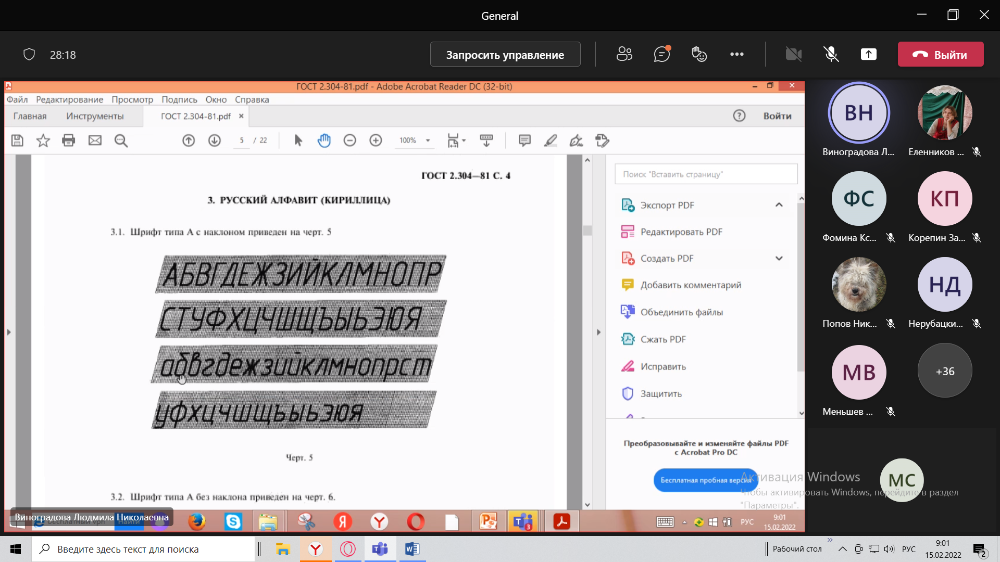 General
28:18
Запросить управление
Выйти
ГОСТ 2.304-81.pdf - Adobe Acrobat Reader DC (32-bit)
Файл Редактирование Просмотр Подпись Окно Справка
Главная Инструменты ГОСТ 2.304-81.pdf × Войти
5 / 22 100%
ГОСТ 2.304—81 С. 4
3. РУССКИЙ АЛФАВИТ (КИРИЛЛИЦА)
3.1. Шрифт типа А с наклоном приведен на черт. 5
АБВГДЕЖЗИЙКЛМНОПР
СТУФХЦЧШЩЪЫЬЭЮЯ
абвгдежзийклмнопрст
уфхцчшщъыьэюя
Черт. 5
3.2. Шрифт типа А без наклона приведен на черт. 6.
Поиск "Вставить страницу"
Экспорт PDF
Редактировать PDF
Создать PDF
Добавить комментарий
Объединить файлы
Сжать PDF
Исправить
Защитить
Преобразовывайте и изменяйте файлы PDF
с Acrobat Pro DC
Бесплатная пробная версия
ВН
Виноградова Л... Еленников ...
ФС КП
Фомина Кс... Корепин За...
НД
Попов Ник... Нерубацки...
МВ +36
Меньшев ...
МС
Активация Windows
Чтобы активировать Windows, перейдите в раздел
"Параметры".
Виноградова Людмила Николаевна
3
РУС
9:01
15.02.2022
Введите здесь текст для поиска
Рабочий стол
РУС
9:01
15.02.2022
2